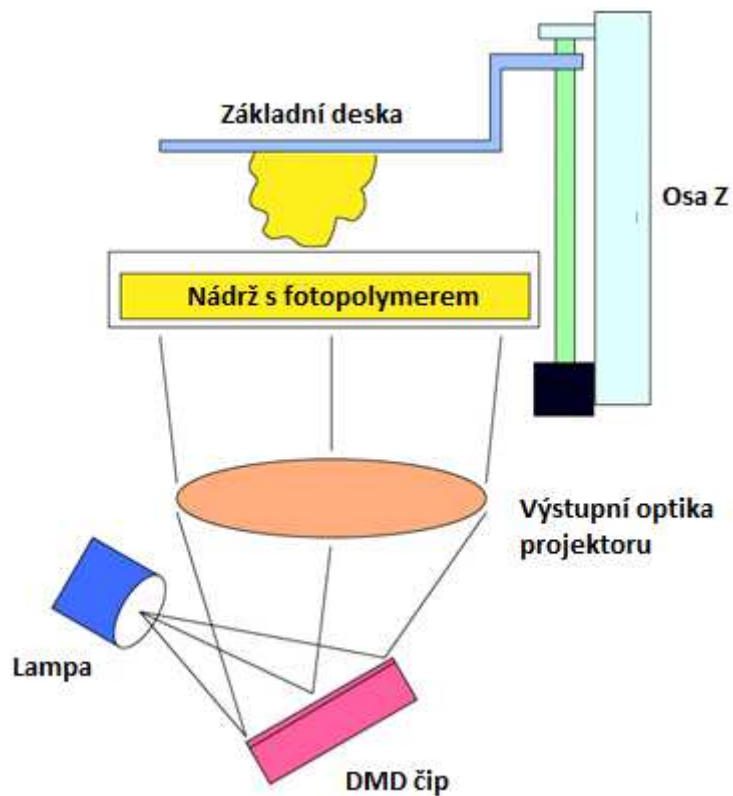 Základní deska
Osa Z
Nádrž s fotopolymerem
Výstupní optika
projektoru
Lampa
DMD čip